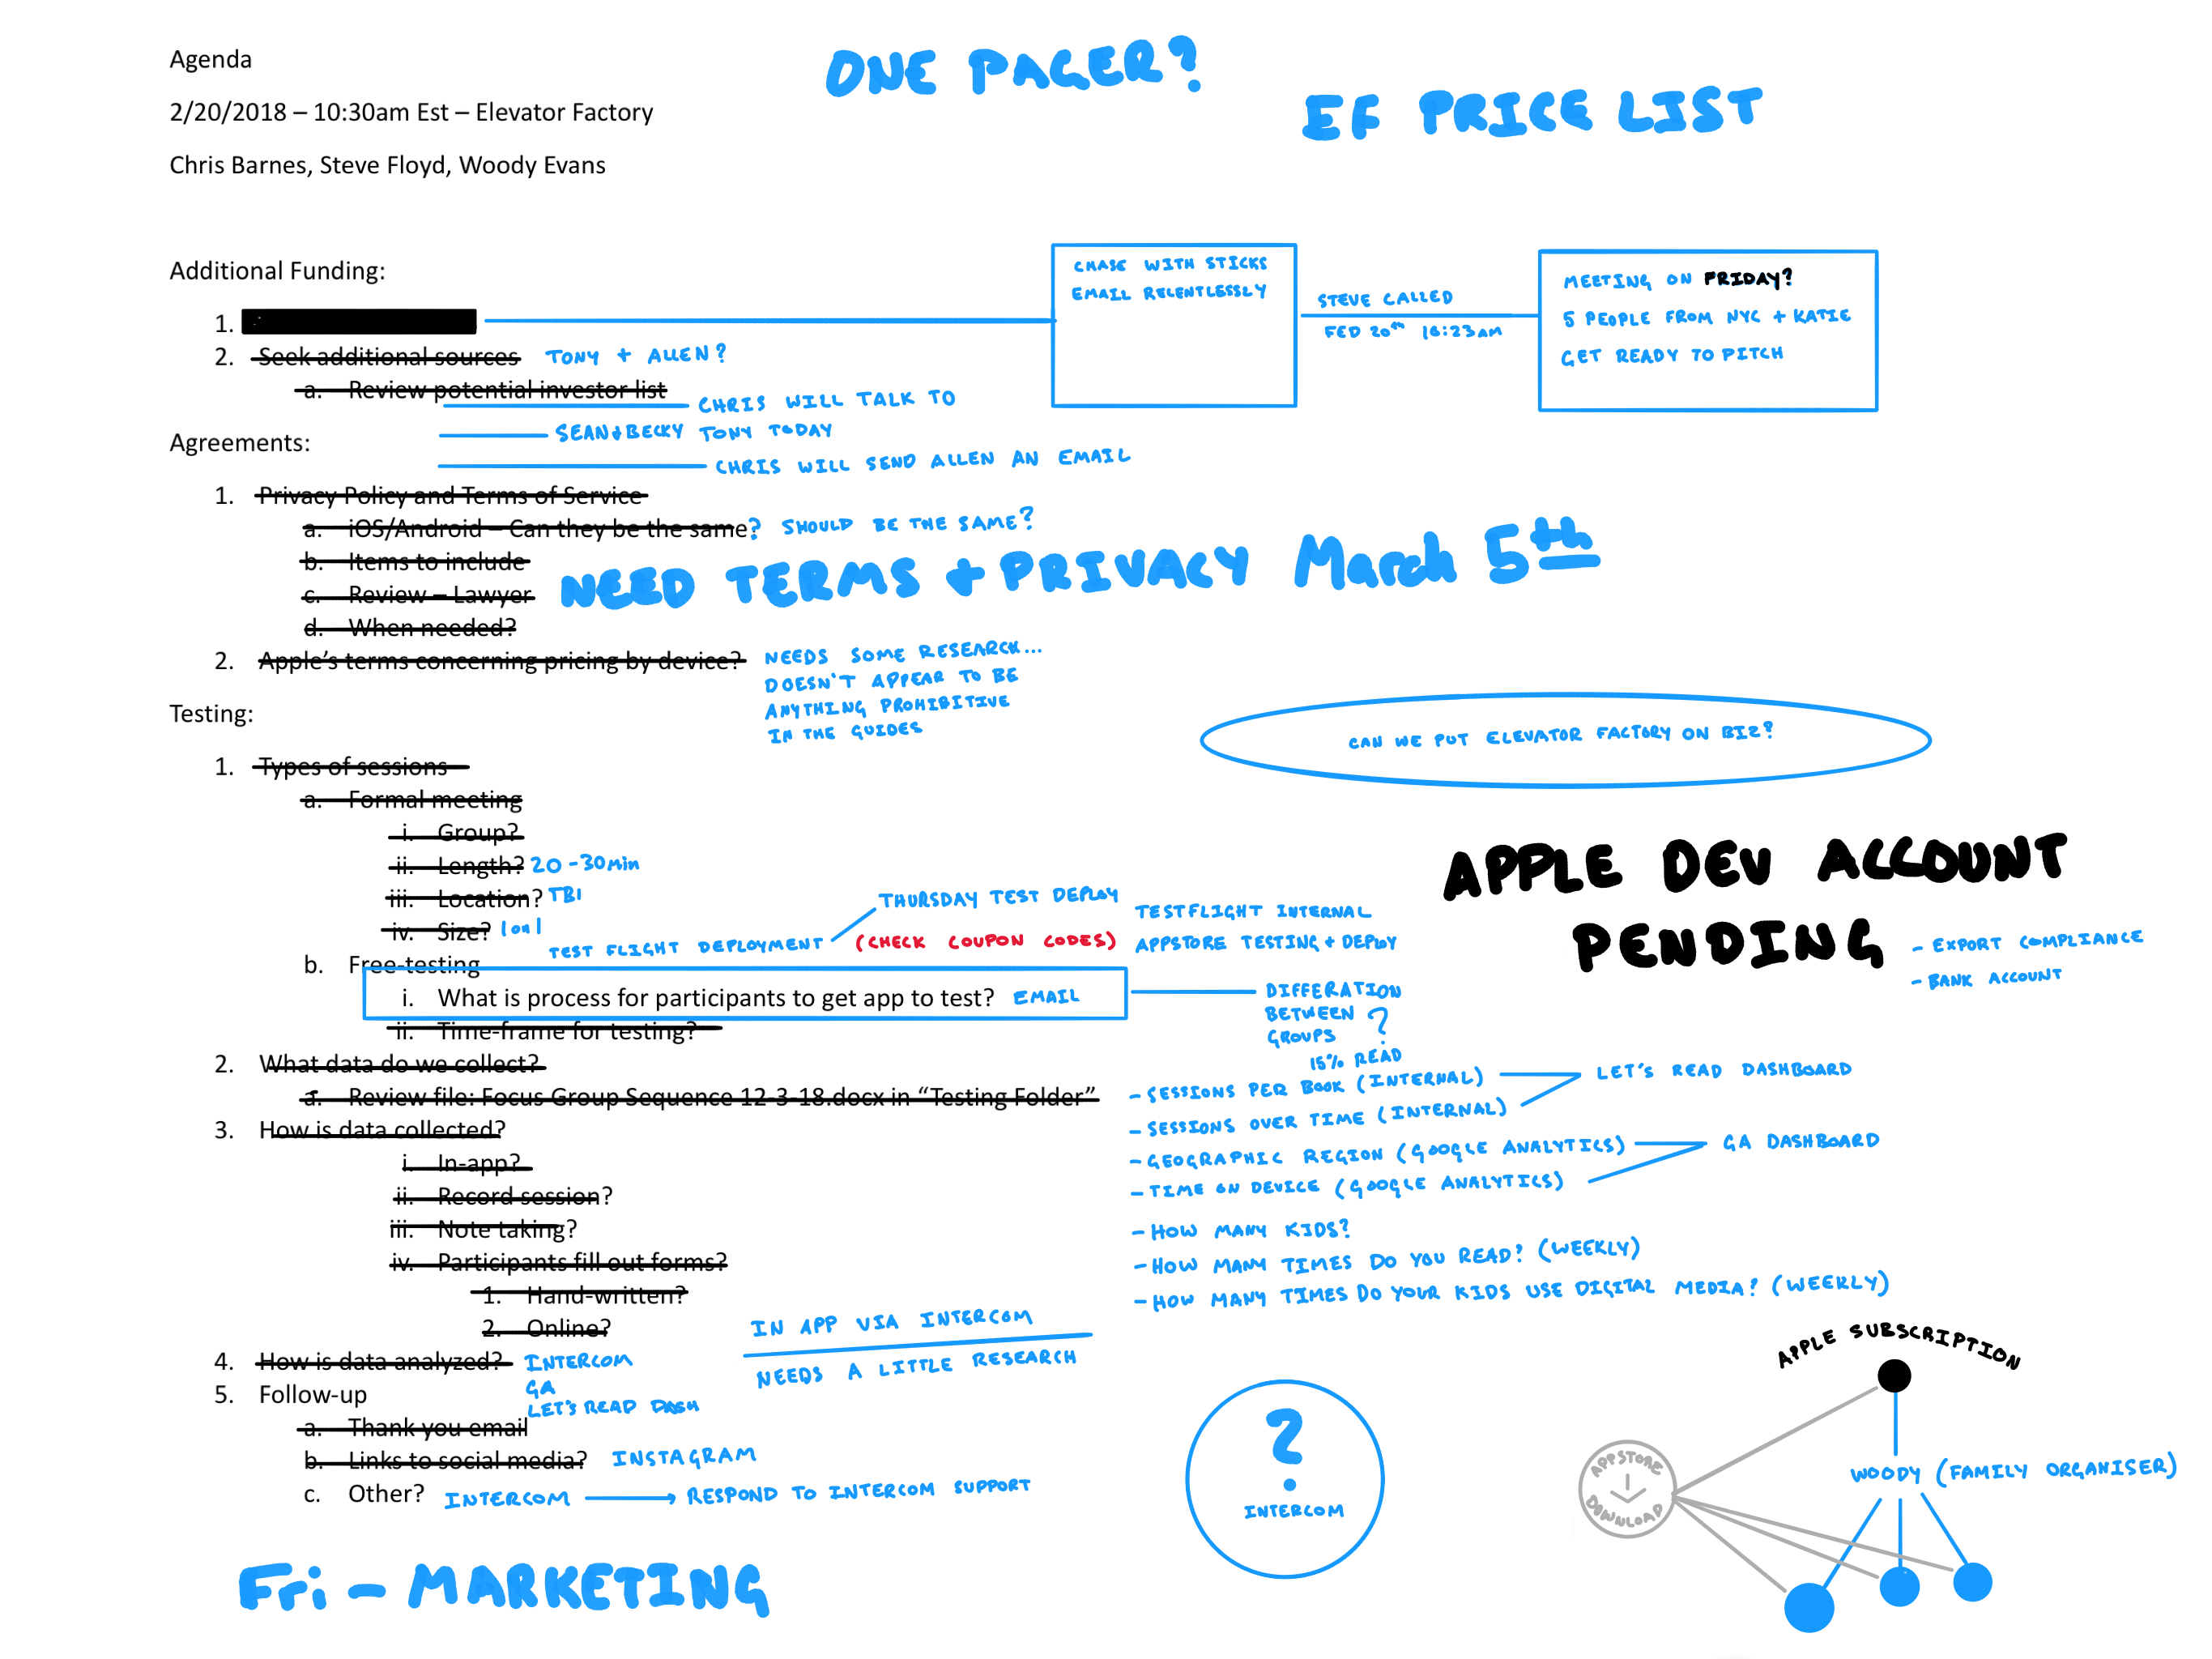 Agenda
ONE PAGER?
2/20/2018 – 10:30am Est – Elevator Factory
EF PRICE LIST
Chris Barnes, Steve Floyd, Woody Evans
Additional Funding:
1.
CHASE WITH STICKS
EMAIL RELENTLESSLY
STEVE CALLED
FED 20th 10:23AM
MEETING ON FRIDAY?
5 PEOPLE FROM NYC + KATIE
GET READY TO PITCH
2. Seek additional sources TONY + ALLEN?
a. Review potential investor list
CHRIS WILL TALK TO
TONY TODAY
SEAN & BECKY
CHRIS WILL SEND ALLEN AN EMAIL
Agreements:
1. Privacy Policy and Terms of Service
a. iOS/Android – Can they be the same? SHOULD BE THE SAME?
b. Items to include
c. Review – Lawyer
d. When needed?
NEED TERMS + PRIVACY March 5th
2. Apple’s terms concerning pricing by device?
NEEDS SOME RESEARCH...
DOESN'T APPEAR TO BE
ANYTHING PROHIBITIVE
IN THE GUIDES
CAN WE PUT ELEVATOR FACTORY ON BIZ?
Testing:
1. Types of sessions
a. Formal meeting
i. Group?
ii. Length? 20-30Min
iii. Location? TBI
iv. Size? 1on1
TEST FLIGHT DEPLOYMENT
THURSDAY TEST DEPLOY
(CHECK COUPON CODES)
TESTFLIGHT INTERNAL
APPSTORE TESTING + DEPLOY
APPLE DEV ACCOUNT
PENDING
- EXPORT COMPLIANCE
- BANK ACCOUNT
b. Free-testing
i. What is process for participants to get app to test? EMAIL
DIFFERATION
BETWEEN
GROUPS ?
15% READ
ii. Time-frame for testing?
2. What data do we collect?
a. Review file: Focus Group Sequence 12-3-18.docx in “Testing Folder”
- SESSIONS PER BOOK (INTERNAL)
- SESSIONS OVER TIME (INTERNAL)
LET'S READ DASHBOARD
- GEOGRAPHIC REGION (GOOGLE ANALYTICS)
- TIME ON DEVICE (GOOGLE ANALYTICS)
GA DASHBOARD
- HOW MANY KIDS?
- HOW MANY TIMES DO YOU READ? (WEEKLY)
- HOW MANY TIMES DO YOUR KIDS USE DIGITAL MEDIA? (WEEKLY)
3. How is data collected?
i. In-app?
ii. Record session?
iii. Note taking?
iv. Participants fill out forms?
1. Hand-written?
2. Online?
IN APP VIA INTERCOM
NEEDS A LITTLE RESEARCH
4. How is data analyzed? INTERCOM
GA
LET'S READ DASH
5. Follow-up
a. Thank you email
b. Links to social media? INSTAGRAM
c. Other? INTERCOM RESPOND TO INTERCOM SUPPORT
?
INTERCOM
APPLE SUBSCRIPTION
WOODY (FAMILY ORGANISER)
APPSTORE
DOWNLOAD
Fri - MARKETING